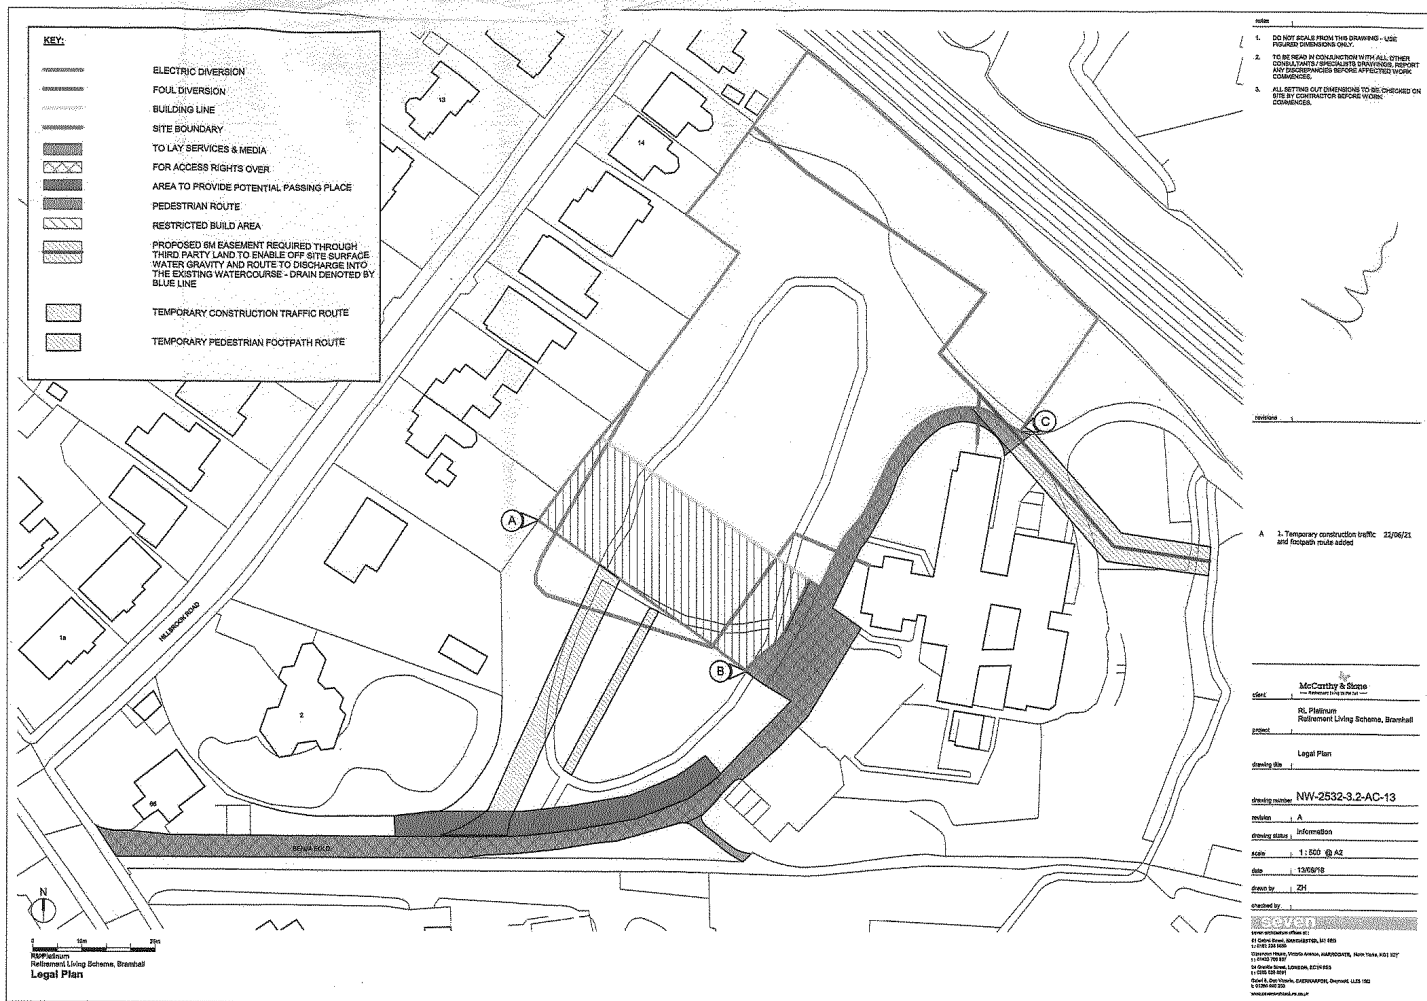 KEY:
ELECTRIC DIVERSION
FOUL DIVERSION
BUILDING LINE
SITE BOUNDARY
TO LAY SERVICES & MEDIA
FOR ACCESS RIGHTS OVER
AREA TO PROVIDE POTENTIAL PASSING PLACE
PEDESTRIAN ROUTE
RESTRICTED BUILD AREA
PROPOSED 6M EASEMENT REQUIRED THROUGH
THIRD PARTY LAND TO ENABLE OFF SITE SURFACE
WATER GRAVITY AND ROUTE TO DISCHARGE INTO
THE EXISTING WATERCOURSE - DRAIN DENOTED BY
BLUE LINE
TEMPORARY CONSTRUCTION TRAFFIC ROUTE
TEMPORARY PEDESTRIAN FOOTPATH ROUTE
13
14
A
B
C
1a
HILLBROOK ROAD
2
66
N
0 10m
RL Platinum
Retirement Living Scheme, Bramhall
Legal Plan
notes
1. DO NOT SCALE FROM THIS DRAWING - USE
FIGURED DIMENSIONS ONLY.
2. TO BE READ IN CONJUNCTION WITH ALL OTHER
CONSULTANTS / SPECIALISTS DRAWINGS. REPORT
ANY DISCREPANCIES BEFORE AFFECTED WORK
COMMENCES.
3. ALL SETTING OUT DIMENSIONS TO BE CHECKED ON
SITE BY CONTRACTOR BEFORE WORK
COMMENCES.
revisions
A 1. Temporary construction traffic 22/06/21
and footpath route added
McCarthy & Stone
client
RL Platinum
Retirement Living Scheme, Bramhall
project
Legal Plan
drawing title
drawing number NW-2532-3.2-AC-13
revision A
drawing status Information
scale 1 : 500 @ A2
date 13/06/18
drawn by ZH
checked by
seven